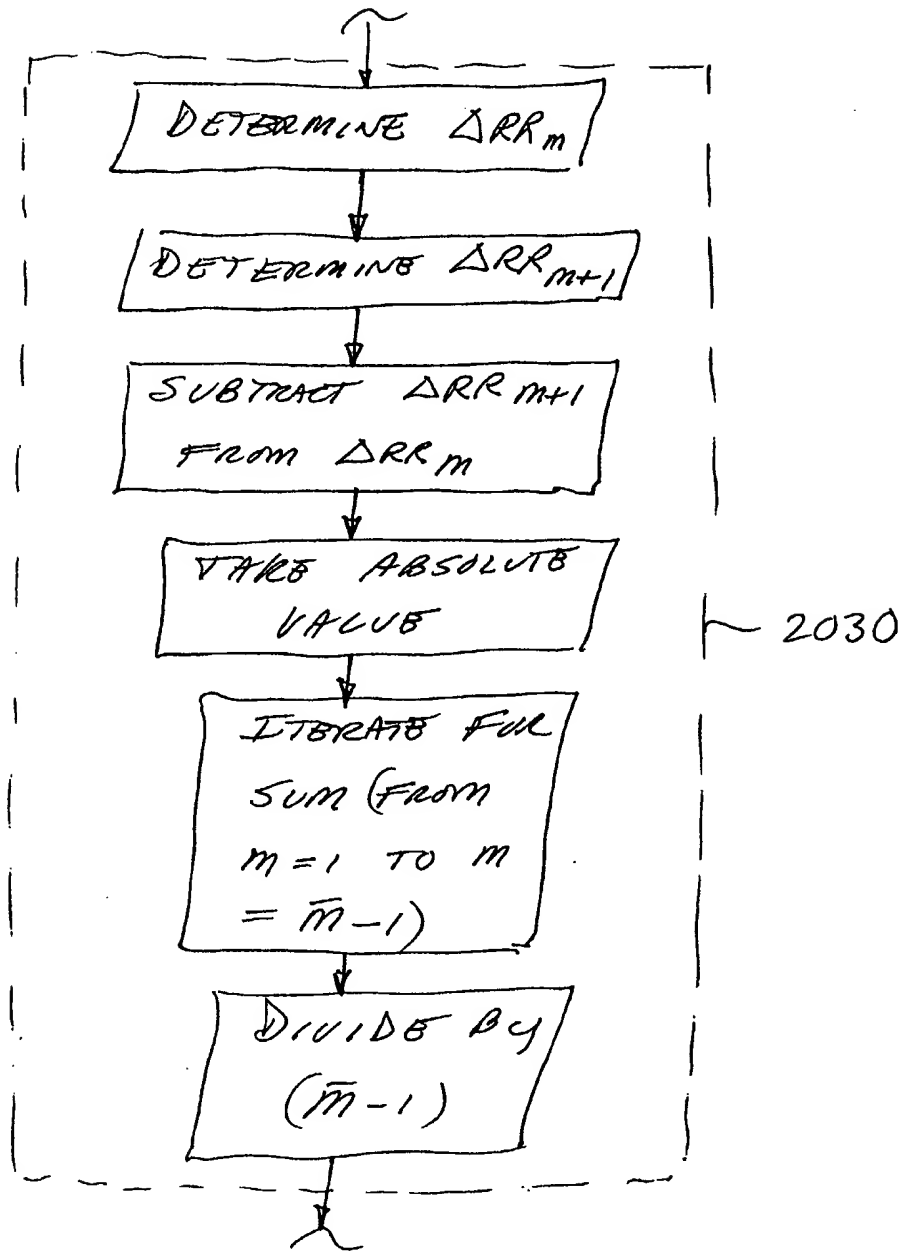 DETERMINE ΔRRm
DETERMINE ΔRRm+1
SUBTRACT ΔRRm+1
FROM ΔRRm
TAKE ABSOLUTE
VALUE
2030
ITERATE FOR
SUM (FROM
m=1 TO m
= m̄-1)
DIVIDE BY
(m̄-1)